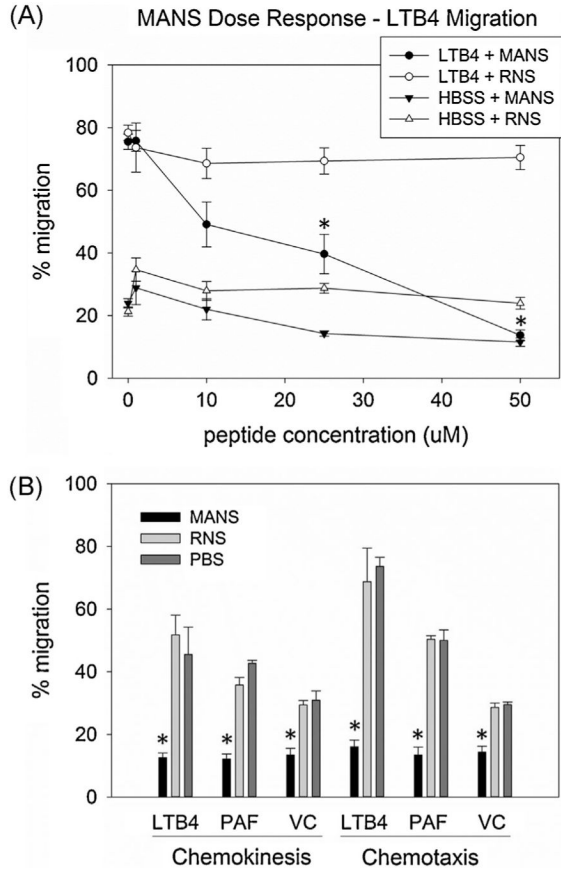 (A)
MANS Dose Response - LTB4 Migration
LTB4 + MANS
LTB4 + RNS
HBSS + MANS
HBSS + RNS
100
80
60
40
20
0
% migration
*
*
0 10 20 30 40 50
peptide concentration (uM)
(B)
MANS
RNS
PBS
100
80
60
40
20
0
% migration
* * * * * *
LTB4 PAF VC LTB4 PAF VC
Chemokinesis Chemotaxis